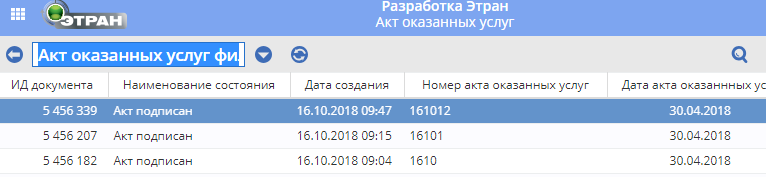 ЭТРАН
Разработка Этран
Акт оказанных услуг
Акт оказанных услуг фи
ИД документа Наименование состояния Дата создания Номер акта оказанных услуг Дата акта оказаннных ус
5 456 339 Акт подписан 16.10.2018 09:47 161012 30.04.2018
5 456 207 Акт подписан 16.10.2018 09:15 16101 30.04.2018
5 456 182 Акт подписан 16.10.2018 09:04 1610 30.04.2018